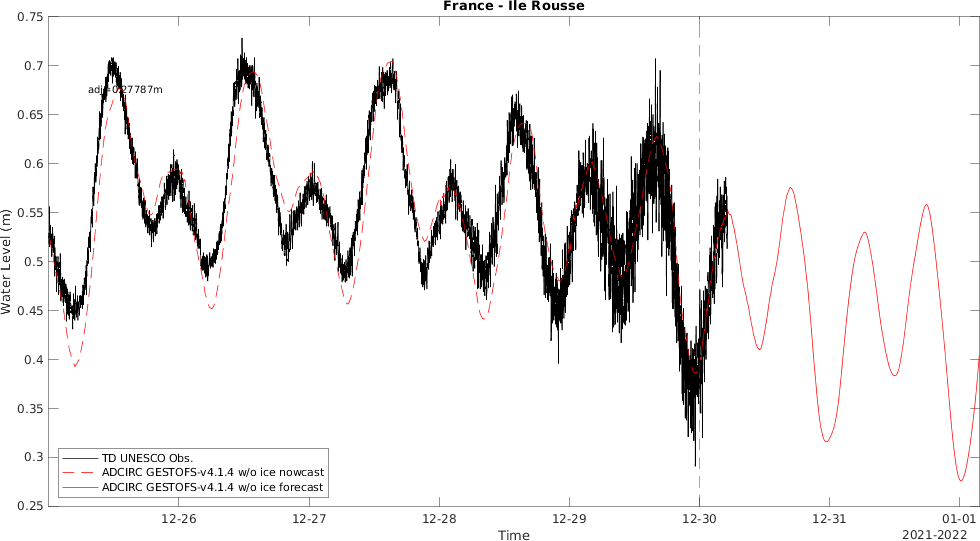 France - Ile Rousse
0.75
0.7
0.65
0.6
0.55
0.5
0.45
0.4
0.35
0.3
0.25
Water Level (m)
adj=0.27787m
TD UNESCO Obs.
ADCIRC GESTOFS-v4.1.4 w/o ice nowcast
ADCIRC GESTOFS-v4.1.4 w/o ice forecast
12-26
12-27
12-28
12-29
12-30
12-31
01-01
Time
2021-2022